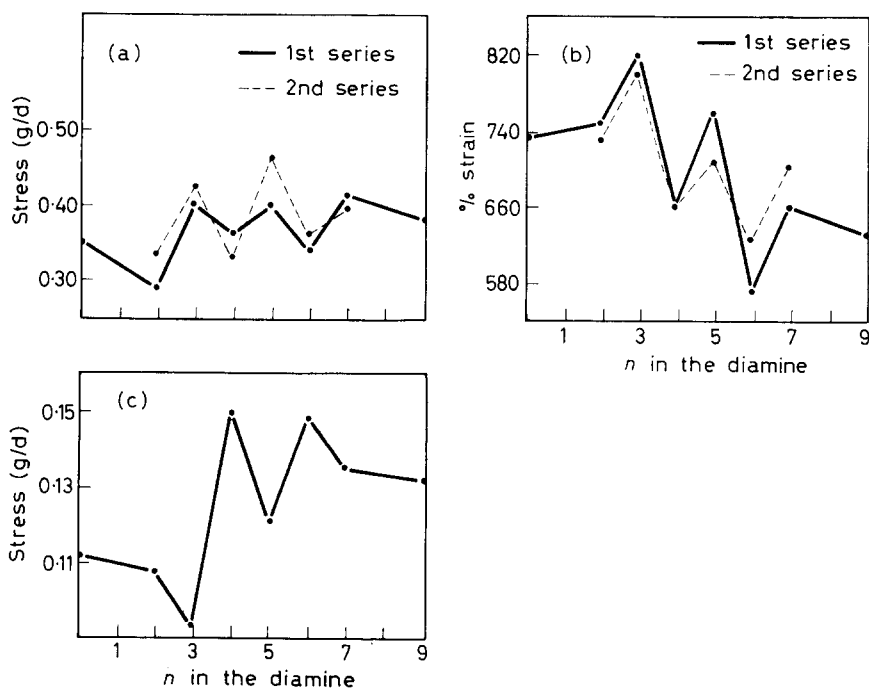 (a)
1st series
2nd series
Stress (g/d)
0·50
0·40
0·30
(b)
1st series
2nd series
% strain
820
740
660
580
1 3 5 7 9
n in the diamine
(c)
Stress (g/d)
0·15
0·13
0·11
1 3 5 7 9
n in the diamine